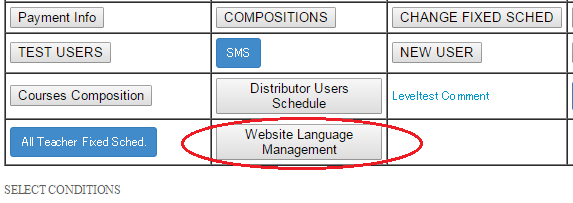 Payment Info
COMPOSITIONS
CHANGE FIXED SCHED
TEST USERS
SMS
NEW USER
Courses Composition
Distributor Users
Schedule
Leveltest Comment
All Teacher Fixed Sched.
Website Language
Management
SELECT CONDITIONS